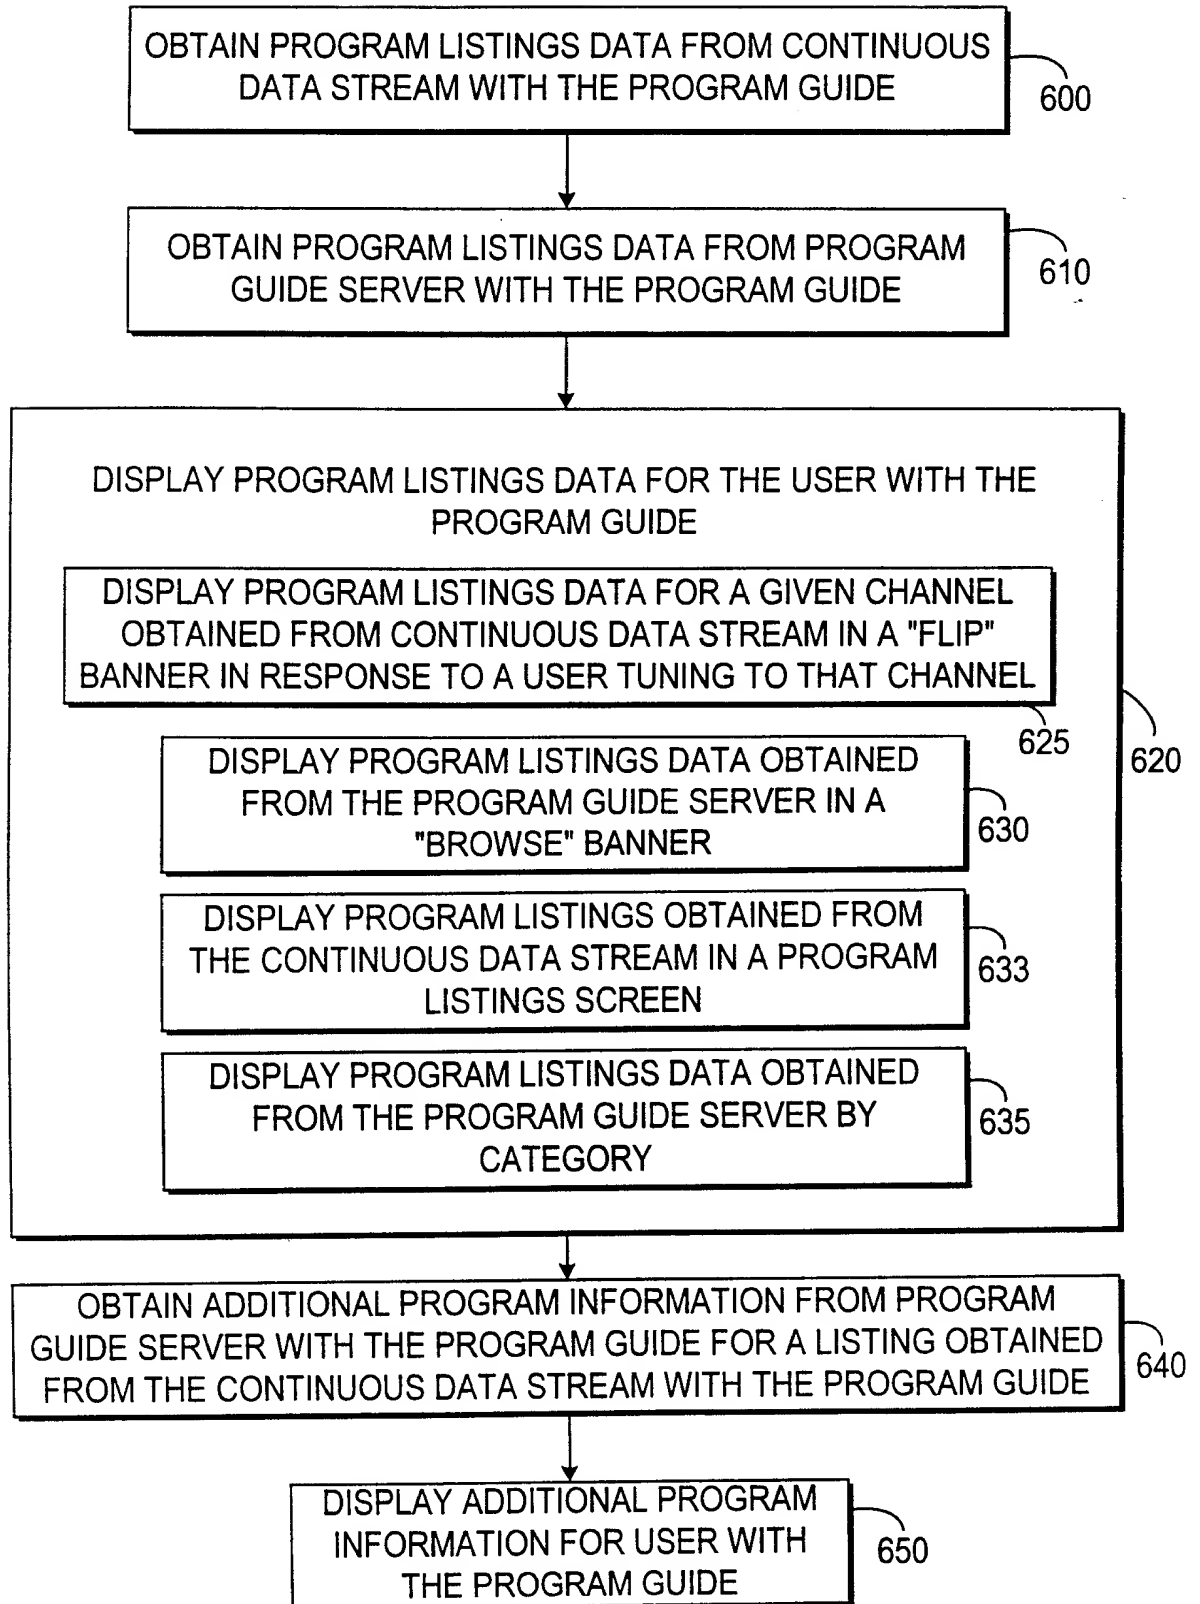 OBTAIN PROGRAM LISTINGS DATA FROM CONTINUOUS
DATA STREAM WITH THE PROGRAM GUIDE
600
OBTAIN PROGRAM LISTINGS DATA FROM PROGRAM
GUIDE SERVER WITH THE PROGRAM GUIDE
610
DISPLAY PROGRAM LISTINGS DATA FOR THE USER WITH THE
PROGRAM GUIDE
620
DISPLAY PROGRAM LISTINGS DATA FOR A GIVEN CHANNEL
OBTAINED FROM CONTINUOUS DATA STREAM IN A "FLIP"
BANNER IN RESPONSE TO A USER TUNING TO THAT CHANNEL
625
DISPLAY PROGRAM LISTINGS DATA OBTAINED
FROM THE PROGRAM GUIDE SERVER IN A
"BROWSE" BANNER
630
DISPLAY PROGRAM LISTINGS OBTAINED FROM
THE CONTINUOUS DATA STREAM IN A PROGRAM
LISTINGS SCREEN
633
DISPLAY PROGRAM LISTINGS DATA OBTAINED
FROM THE PROGRAM GUIDE SERVER BY
CATEGORY
635
OBTAIN ADDITIONAL PROGRAM INFORMATION FROM PROGRAM
GUIDE SERVER WITH THE PROGRAM GUIDE FOR A LISTING OBTAINED
FROM THE CONTINUOUS DATA STREAM WITH THE PROGRAM GUIDE
640
DISPLAY ADDITIONAL PROGRAM
INFORMATION FOR USER WITH
THE PROGRAM GUIDE
650